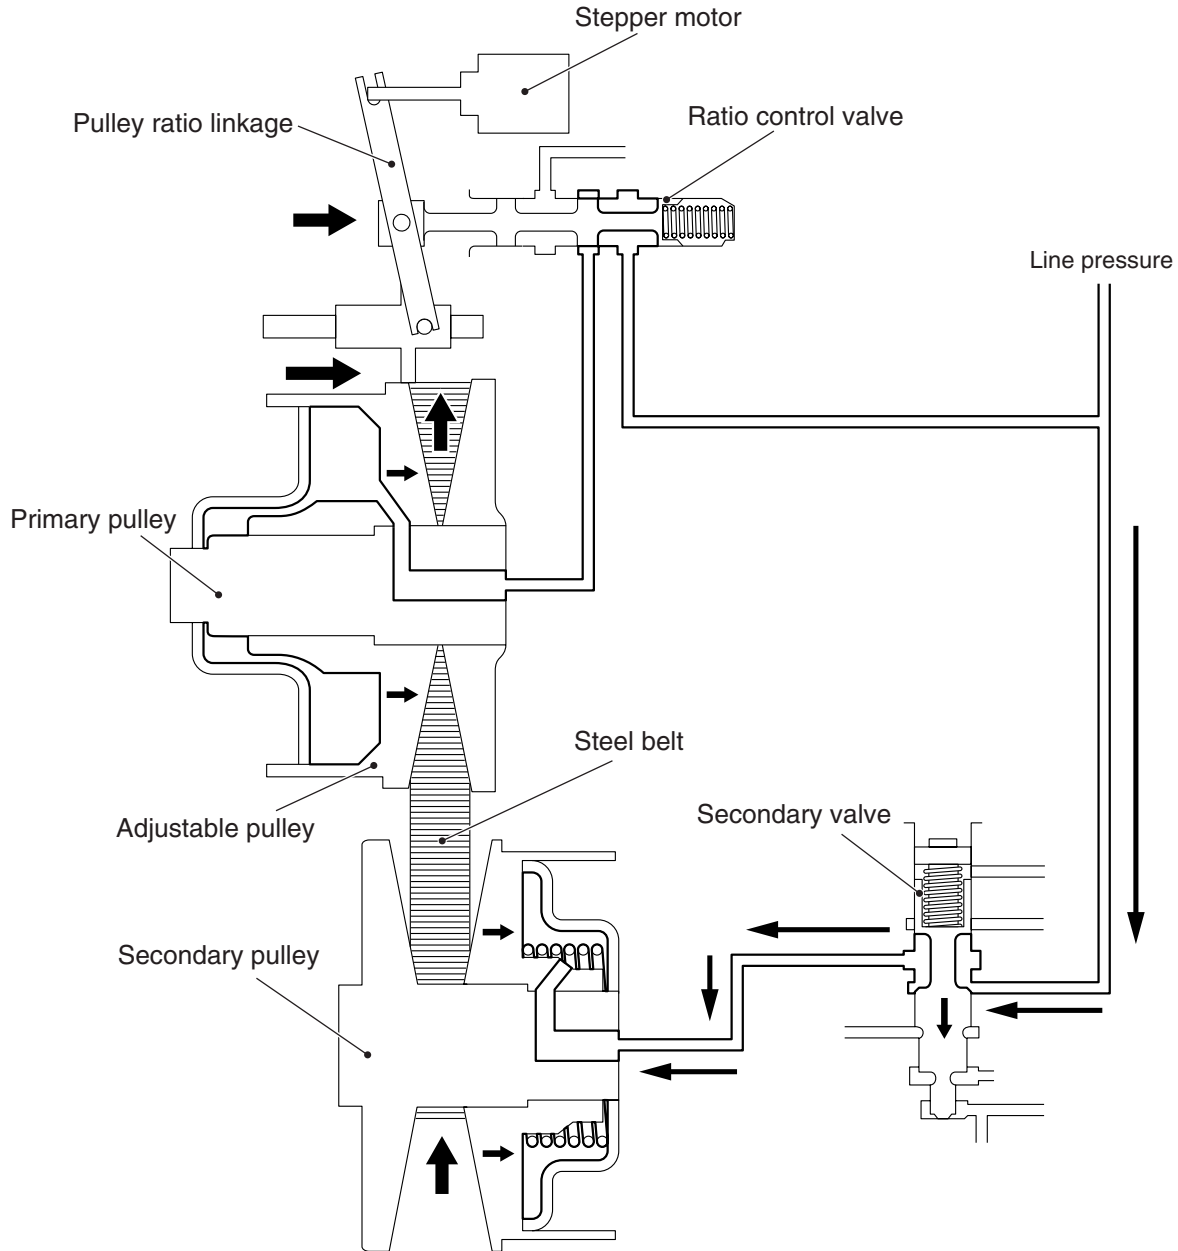 Stepper motor
Pulley ratio linkage
Ratio control valve
Line pressure
Primary pulley
Steel belt
Adjustable pulley
Secondary valve
Secondary pulley